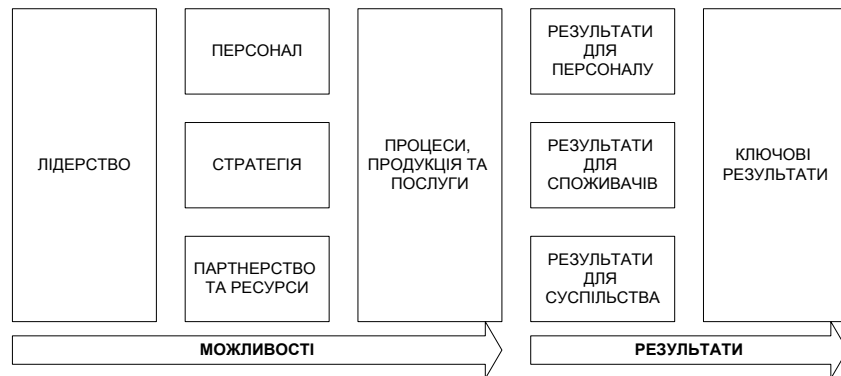 ЛІДЕРСТВО
ПЕРСОНАЛ
СТРАТЕГІЯ
ПАРТНЕРСТВО
ТА РЕСУРСИ
ПРОЦЕСИ,
ПРОДУКЦІЯ ТА
ПОСЛУГИ
РЕЗУЛЬТАТИ
ДЛЯ
ПЕРСОНАЛУ
РЕЗУЛЬТАТИ
ДЛЯ
СПОЖИВАЧІВ
РЕЗУЛЬТАТИ
ДЛЯ
СУСПІЛЬСТВА
КЛЮЧОВІ
РЕЗУЛЬТАТИ
МОЖЛИВОСТІ
РЕЗУЛЬТАТИ